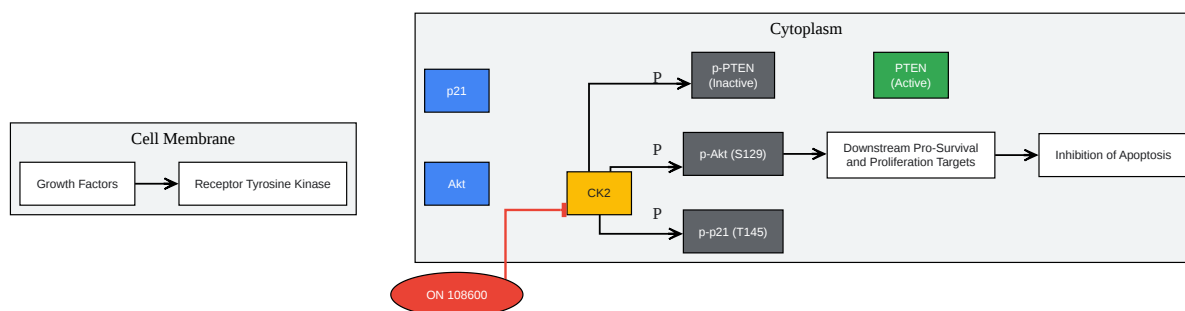 Cytoplasm
p-PTEN
(Inactive)
PTEN
(Active)
p21
P
Cell Membrane
Growth Factors
Receptor Tyrosine Kinase
P
p-Akt (S129)
Downstream Pro-Survival
and Proliferation Targets
Inhibition of Apoptosis
Akt
CK2
P
p-p21 (T145)
ON 108600